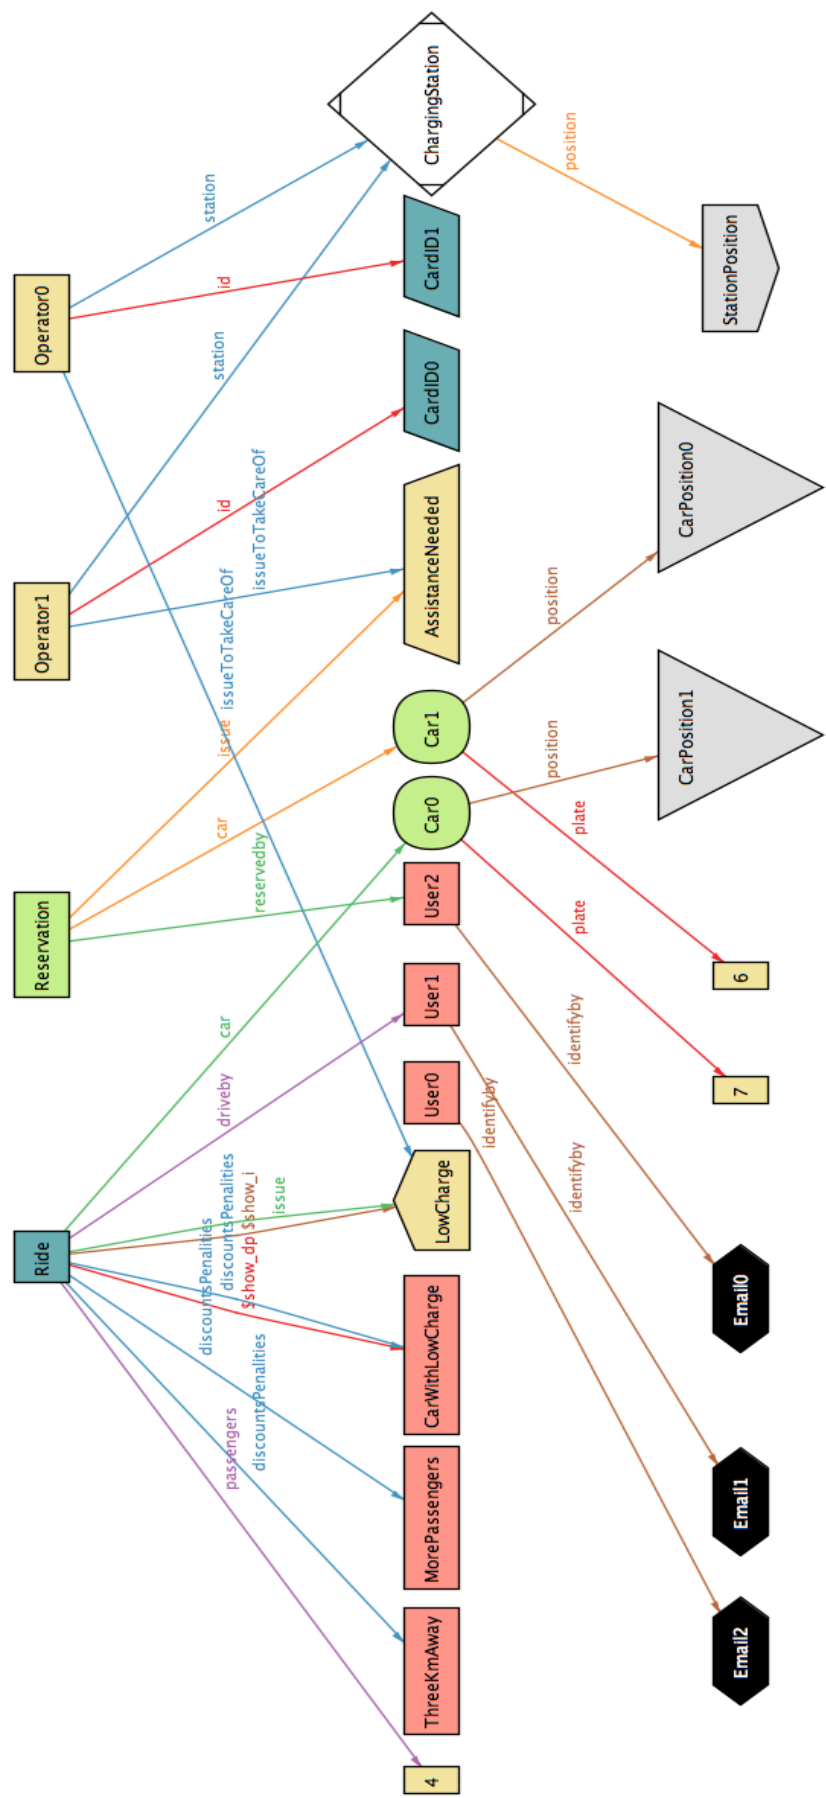 Ride
Reservation
Operator1
Operator0
passengers
discountsPenalities
discountsPenalities
discountsPenalities
$show_dp
$show_i
issue
driveby
car
reservedby
car
issue
issueToTakeCareOf
issueToTakeCareOf
id
station
id
station
4
ThreeKmAway
MorePassengers
CarWithLowCharge
LowCharge
User0
User1
User2
Car0
Car1
AssistanceNeeded
CardID0
CardID1
ChargingStation
identifyby
identifyby
identifyby
plate
plate
position
position
position
Email2
Email1
Email0
7
6
CarPosition1
CarPosition0
StationPosition